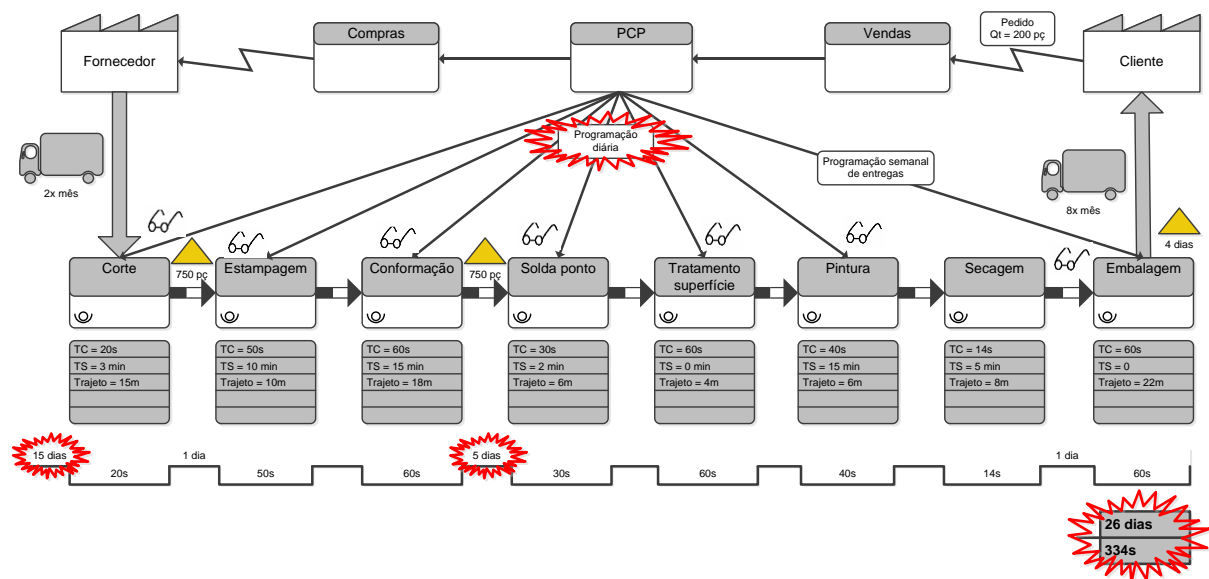 Fornecedor
Compras
PCP
Vendas
Pedido
Qt = 200 pç
Cliente
Programação
diária
Programação semanal
de entregas
2x mês
8x mês
4 dias
Corte
750 pç
Estampagem
Conformação
750 pç
Solda ponto
Tratamento
superfície
Pintura
Secagem
Embalagem
TC = 20s
TS = 3 min
Trajeto = 15m
TC = 50s
TS = 10 min
Trajeto = 10m
TC = 60s
TS = 15 min
Trajeto = 18m
TC = 30s
TS = 2 min
Trajeto = 6m
TC = 60s
TS = 0 min
Trajeto = 4m
TC = 40s
TS = 15 min
Trajeto = 6m
TC = 14s
TS = 5 min
Trajeto = 8m
TC = 60s
TS = 0
Trajeto = 22m
15 dias
20s
1 dia
50s
60s
5 dias
30s
60s
40s
14s
1 dia
60s
26 dias
334s